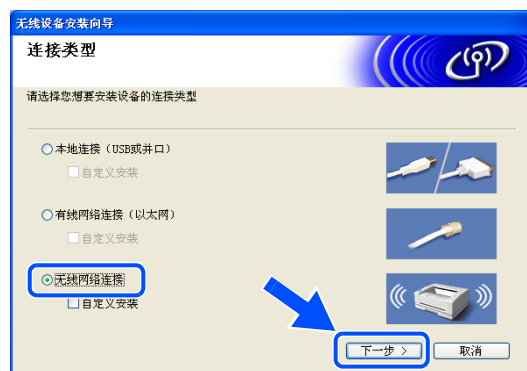 无线设备安装向导
连接类型
请选择您想要安装设备的连接类型
本地连接（USB或并口）
自定义安装
有线网络连接（以太网）
自定义安装
无线网络连接
自定义安装
下一步 >
取消